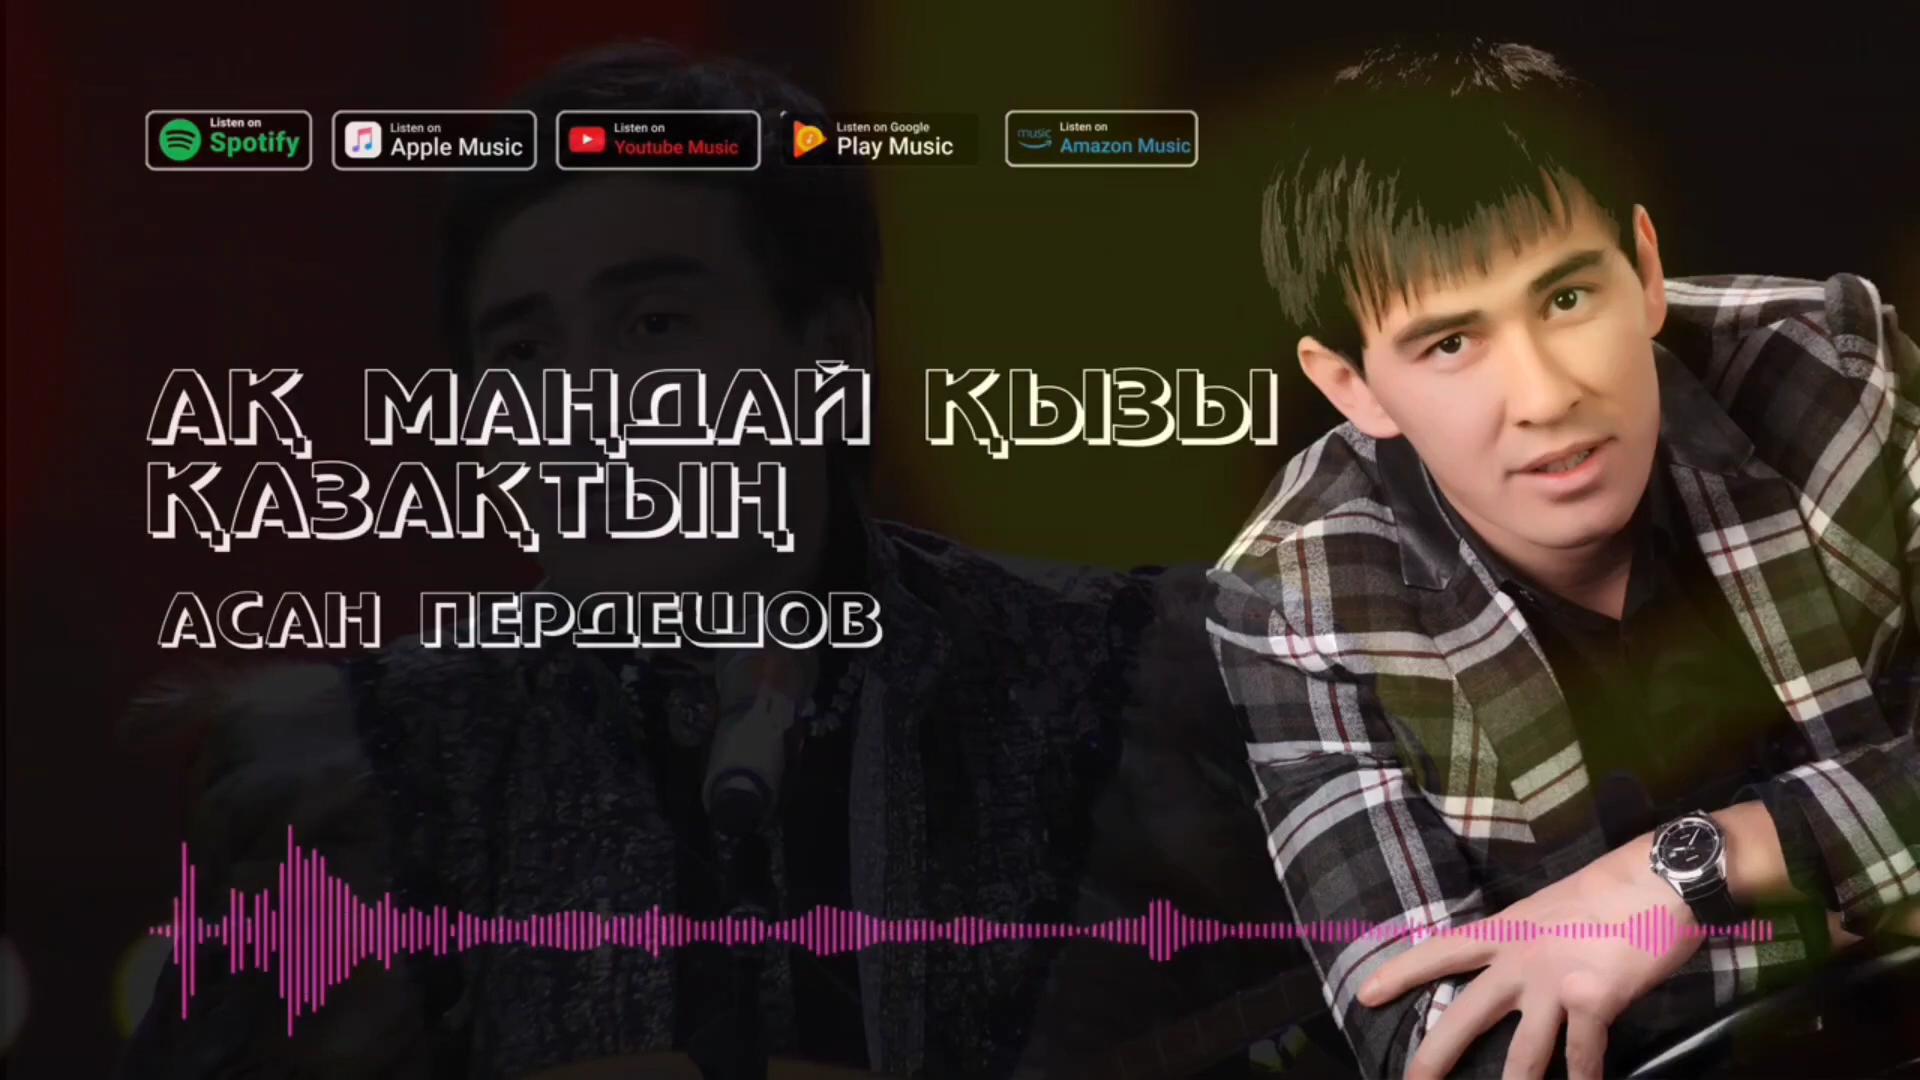 Listen on
Spotify
Listen on
Apple Music
Listen on
Youtube Music
Listen on Google
Play Music
music
Listen on
Amazon Music
АҚ МАҢДАЙ ҚЫЗЫ
ҚАЗАҚТЫҢ
АСАН ПЕРДЕШОВ